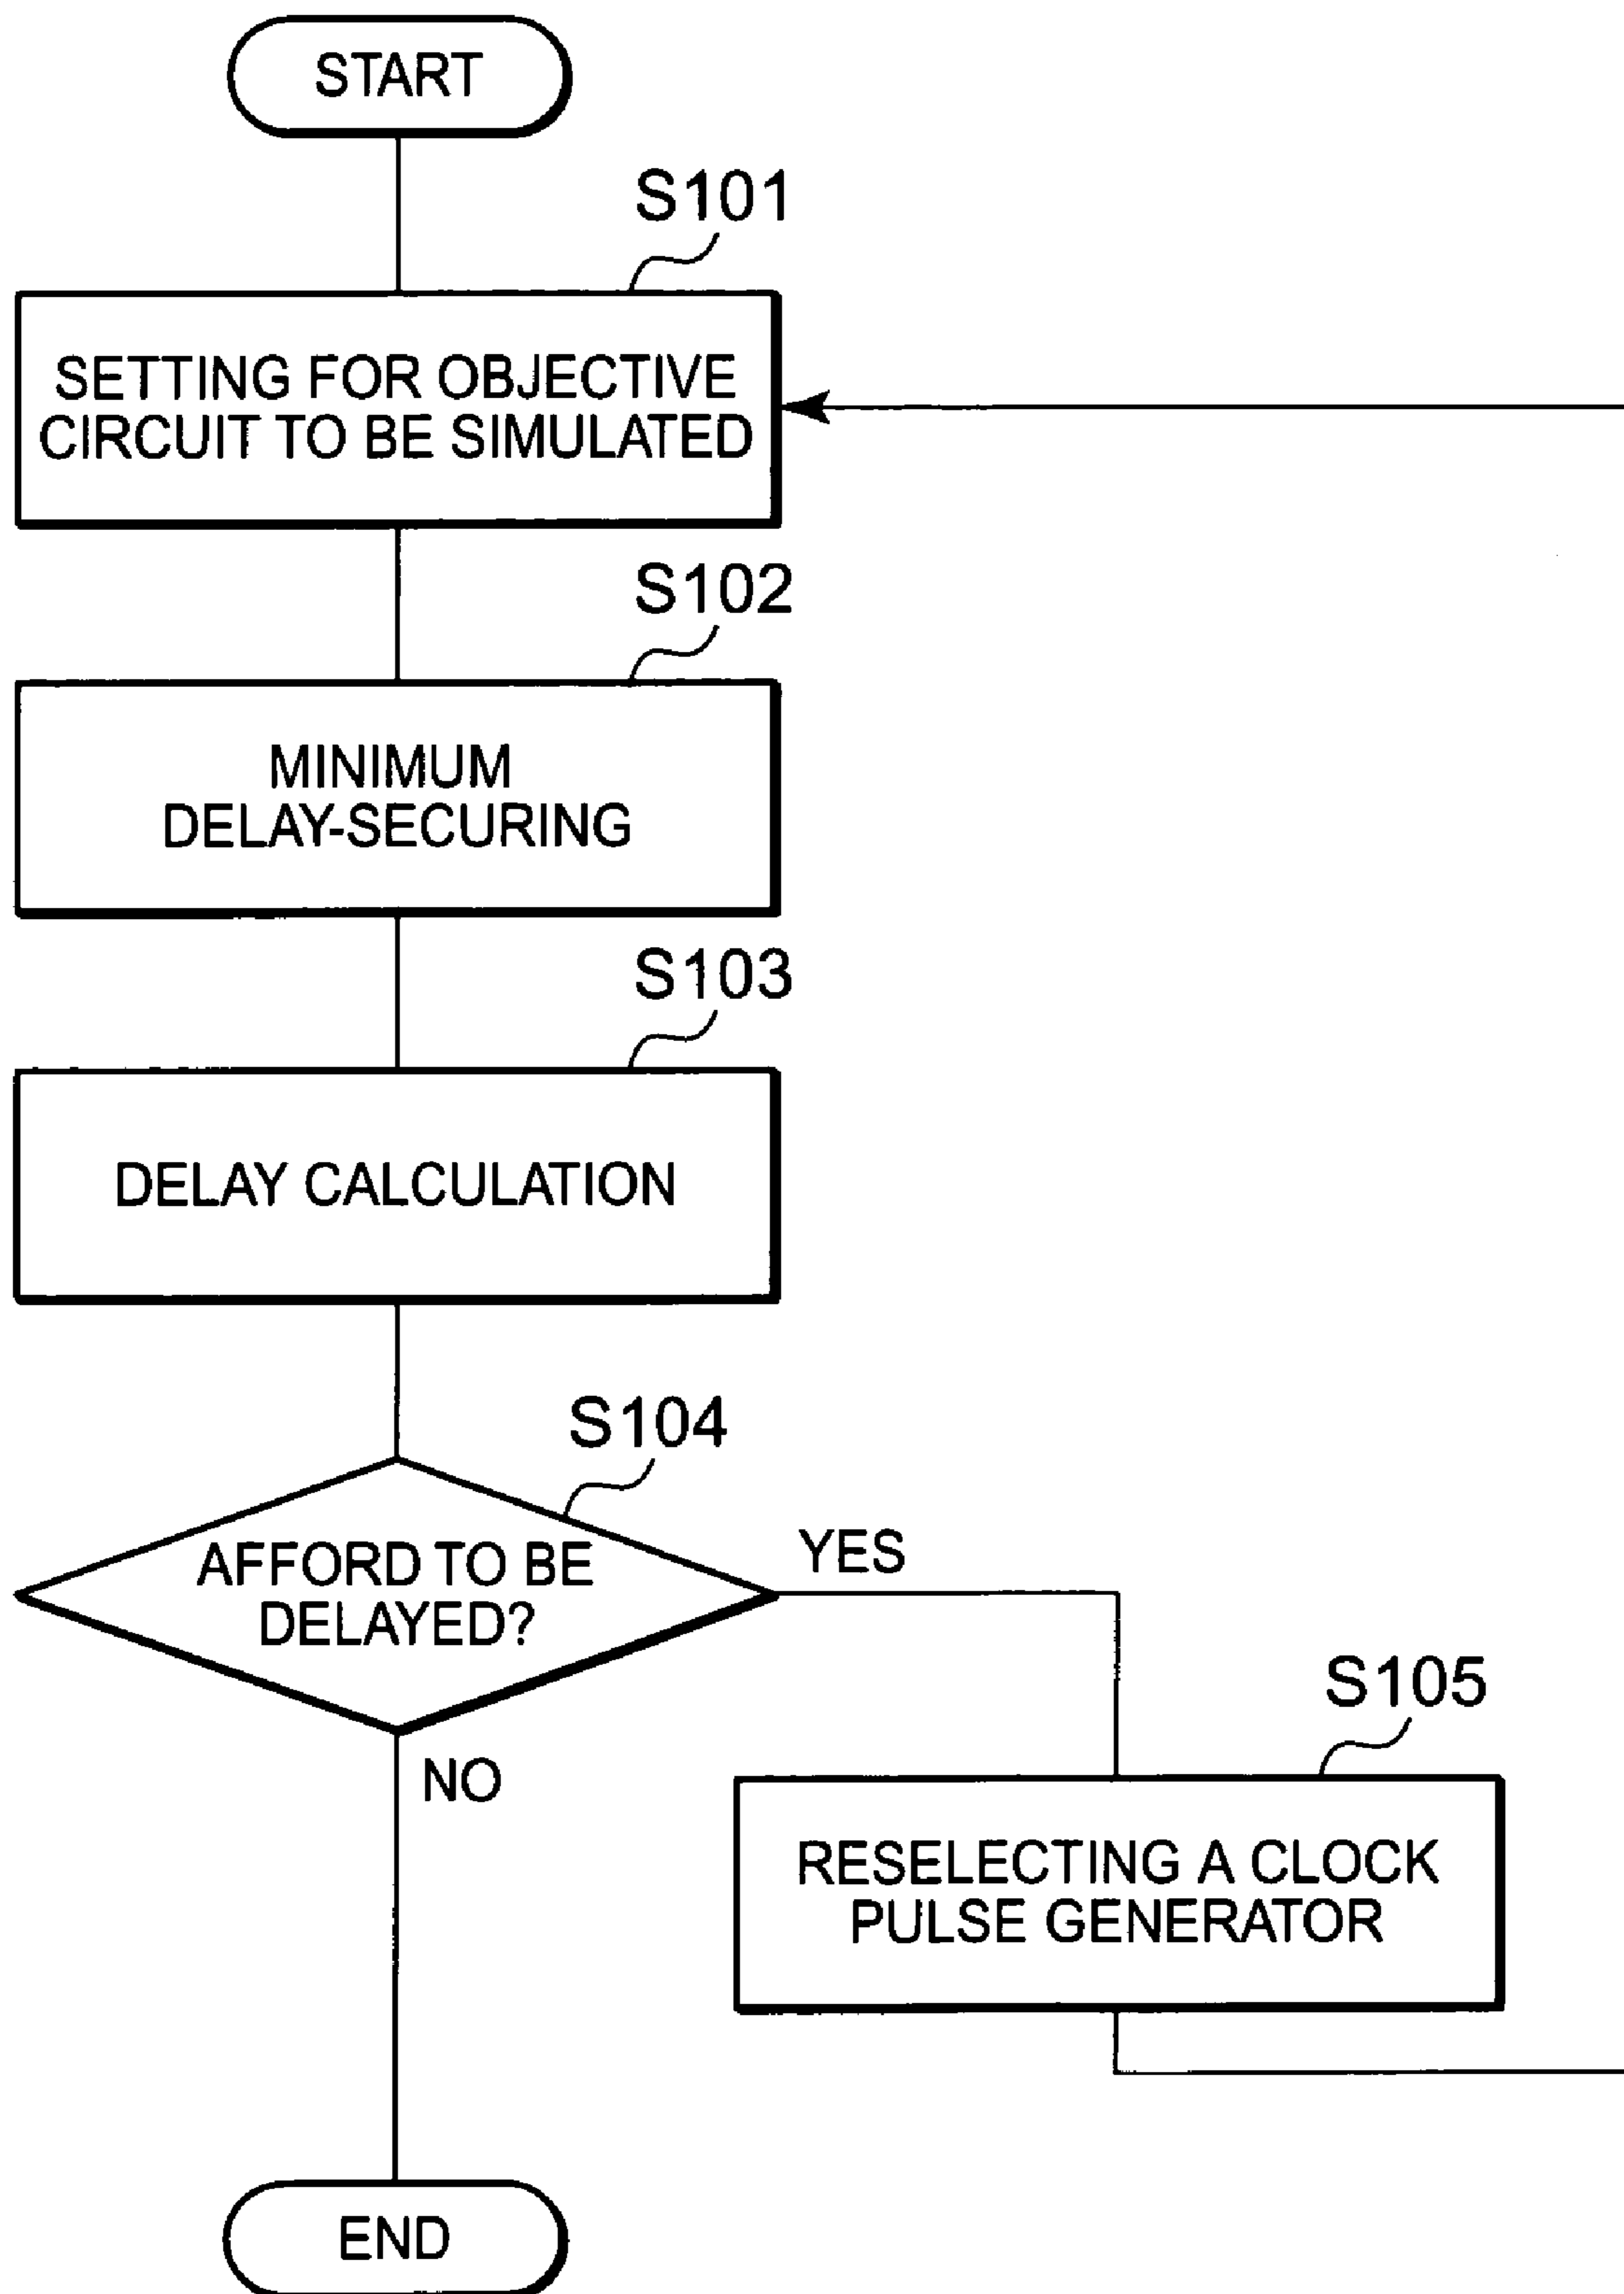 START
S101
SETTING FOR OBJECTIVE
CIRCUIT TO BE SIMULATED
S102
MINIMUM
DELAY-SECURING
S103
DELAY CALCULATION
S104
AFFORD TO BE
DELAYED?
YES
NO
S105
RESELECTING A CLOCK
PULSE GENERATOR
END